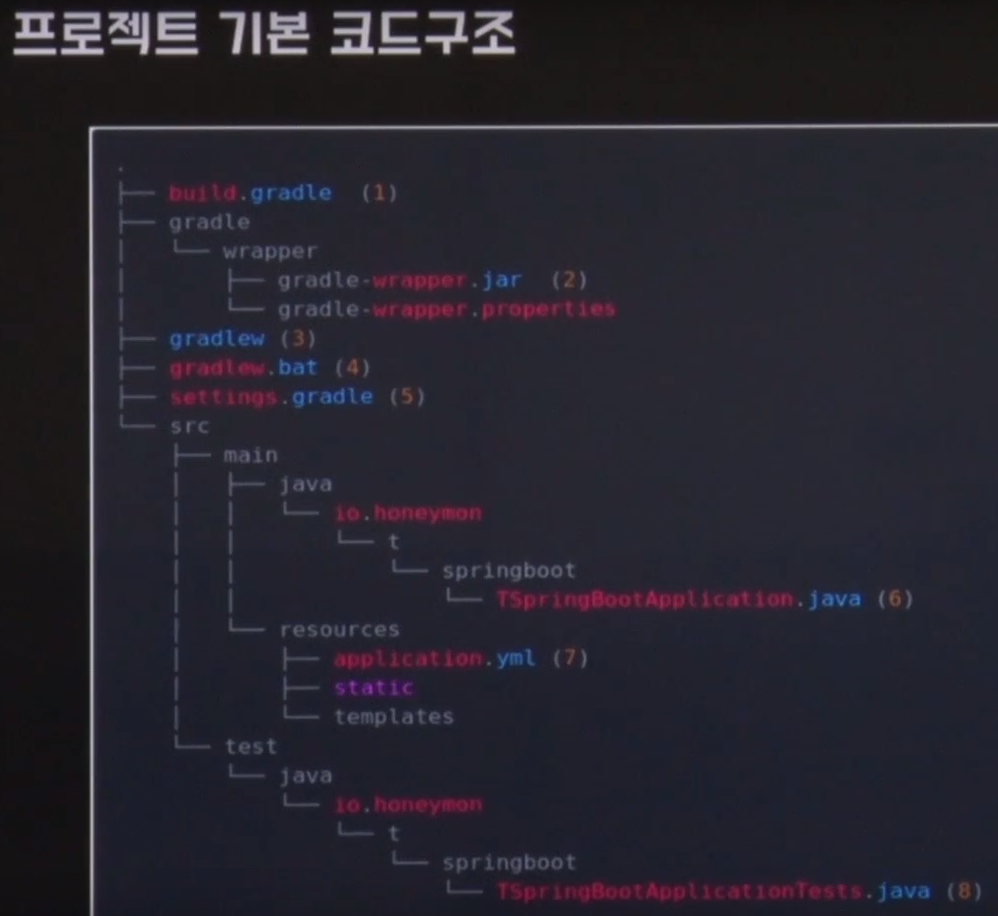 프로젝트 기본 코드구조
.
├── build.gradle  (1)
├── gradle
│   └── wrapper
│       ├── gradle-wrapper.jar  (2)
│       └── gradle-wrapper.properties
├── gradlew (3)
├── gradlew.bat (4)
├── settings.gradle (5)
└── src
    ├── main
    │   ├── java
    │   │   └── io.honeymon
    │   │       └── t
    │   │           └── springboot
    │   │               └── TSpringBootApplication.java (6)
    │   └── resources
    │       ├── application.yml (7)
    │       ├── static
    │       └── templates
    └── test
        └── java
            └── io.honeymon
                └── t
                    └── springboot
                        └── TSpringBootApplicationTests.java (8)